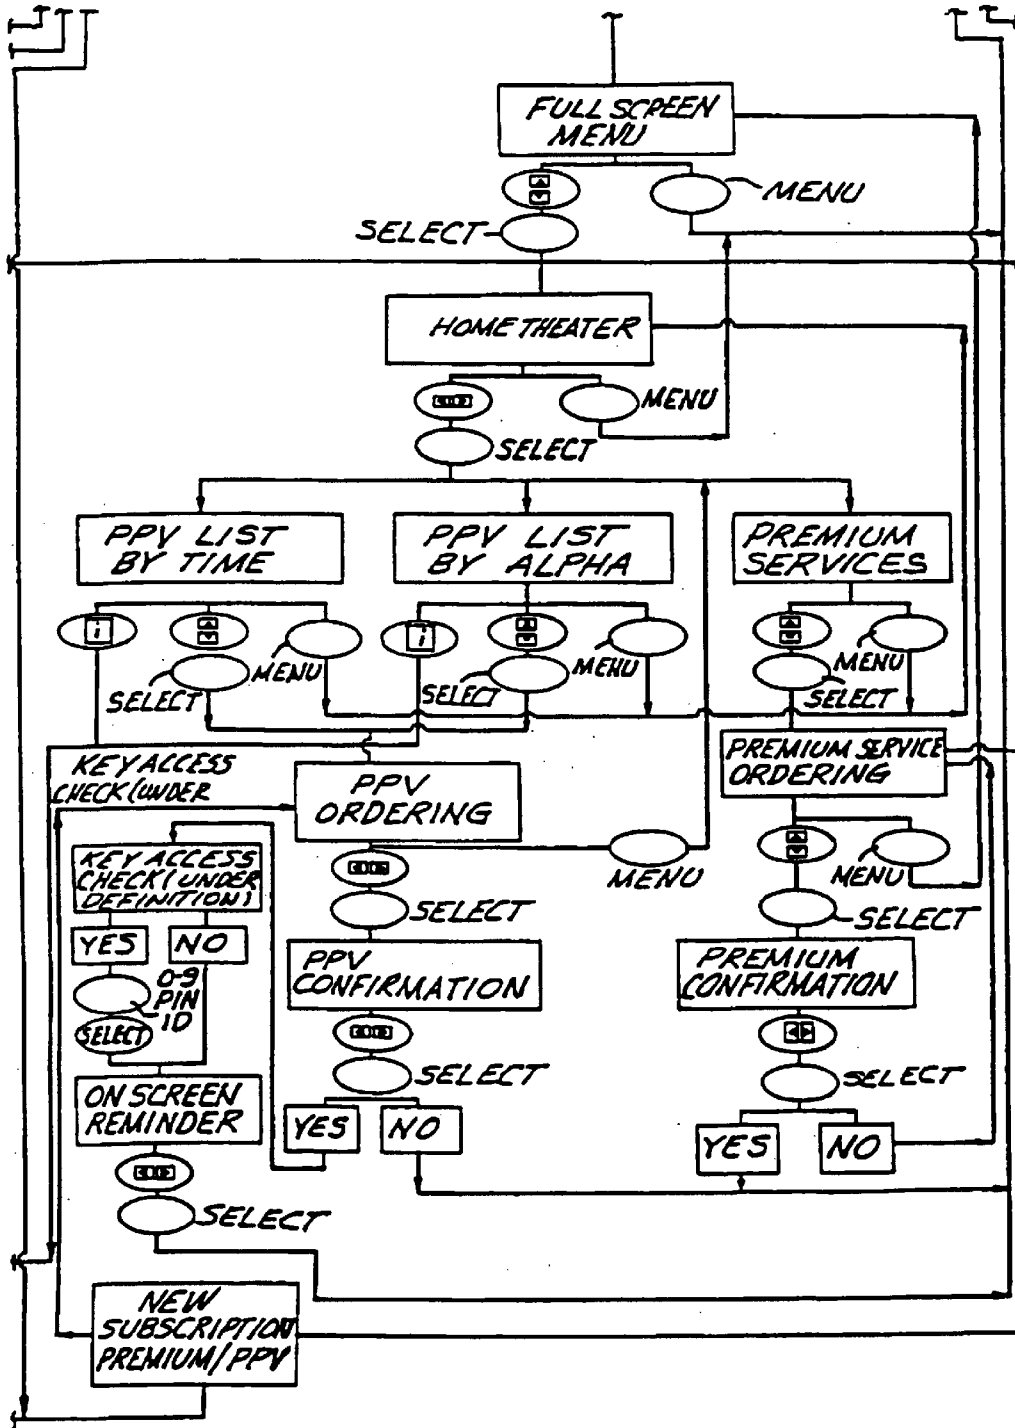 FULL SCREEN
MENU
MENU
SELECT
HOME THEATER
MENU
SELECT
PPV LIST
BY TIME
PPV LIST
BY ALPHA
PREMIUM
SERVICES
i
i
MENU
SELECT
MENU
SELECT
MENU
SELECT
KEY ACCESS
CHECK (UNDER
PPV
ORDERING
PREMIUM SERVICE
ORDERING
KEY ACCESS
CHECK (UNDER
DEFINITION)
MENU
MENU
SELECT
SELECT
YES
NO
PPV
CONFIRMATION
PREMIUM
CONFIRMATION
0-9
PIN
ID
SELECT
SELECT
SELECT
ON SCREEN
REMINDER
YES
NO
YES
NO
SELECT
NEW
SUBSCRIPTION
PREMIUM/PPV